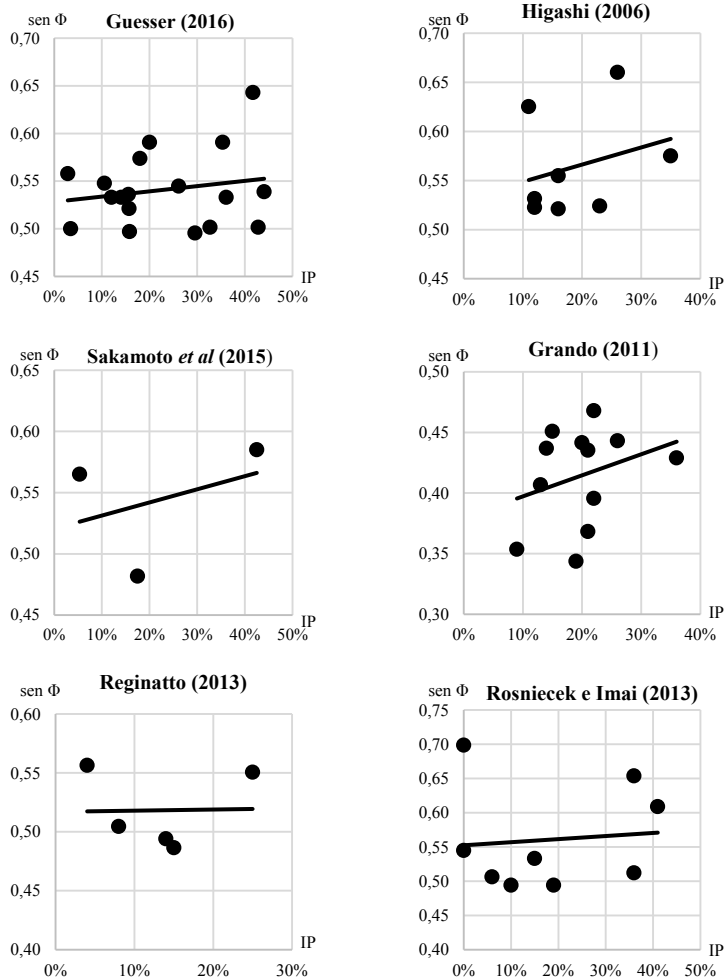 sen Φ
Guesser (2016)
0,70
0,65
0,60
0,55
0,50
0,45
IP
0% 10% 20% 30% 40% 50%
Higashi (2006)
sen Φ
0,70
0,65
0,60
0,55
0,50
0,45
IP
0% 10% 20% 30% 40%
sen Φ
Sakamoto et al (2015)
0,65
0,60
0,55
0,50
0,45
IP
0% 10% 20% 30% 40% 50%
Grando (2011)
sen Φ
0,50
0,45
0,40
0,35
0,30
IP
0% 10% 20% 30% 40%
Reginatto (2013)
sen Φ
0,60
0,55
0,50
0,45
0,40
IP
0% 10% 20% 30%
sen Φ
Rosniecek e Imai (2013)
0,75
0,70
0,65
0,60
0,55
0,50
0,45
0,40
IP
0% 10% 20% 30% 40% 50%